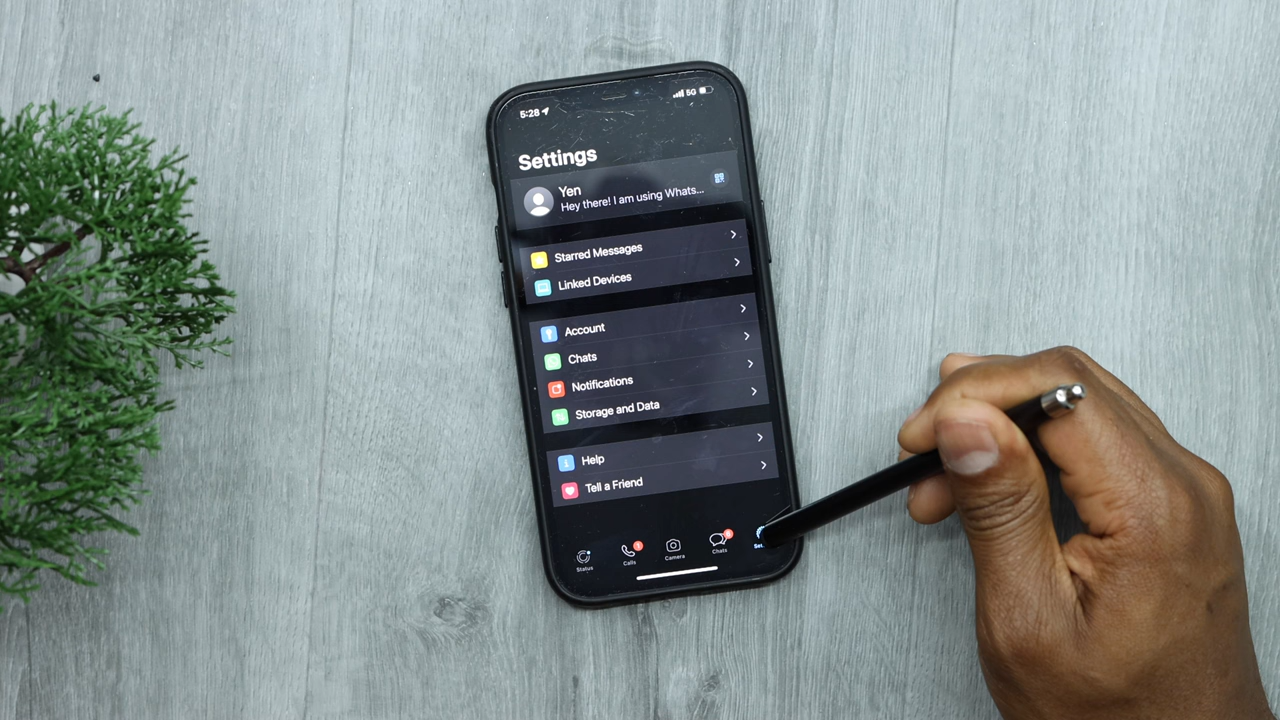 5:28
5G
Settings
Yen
Hey there! I am using Whats...
Starred Messages
Linked Devices
Account
Chats
Notifications
Storage and Data
Help
Tell a Friend
Status
Calls
Camera
Chats